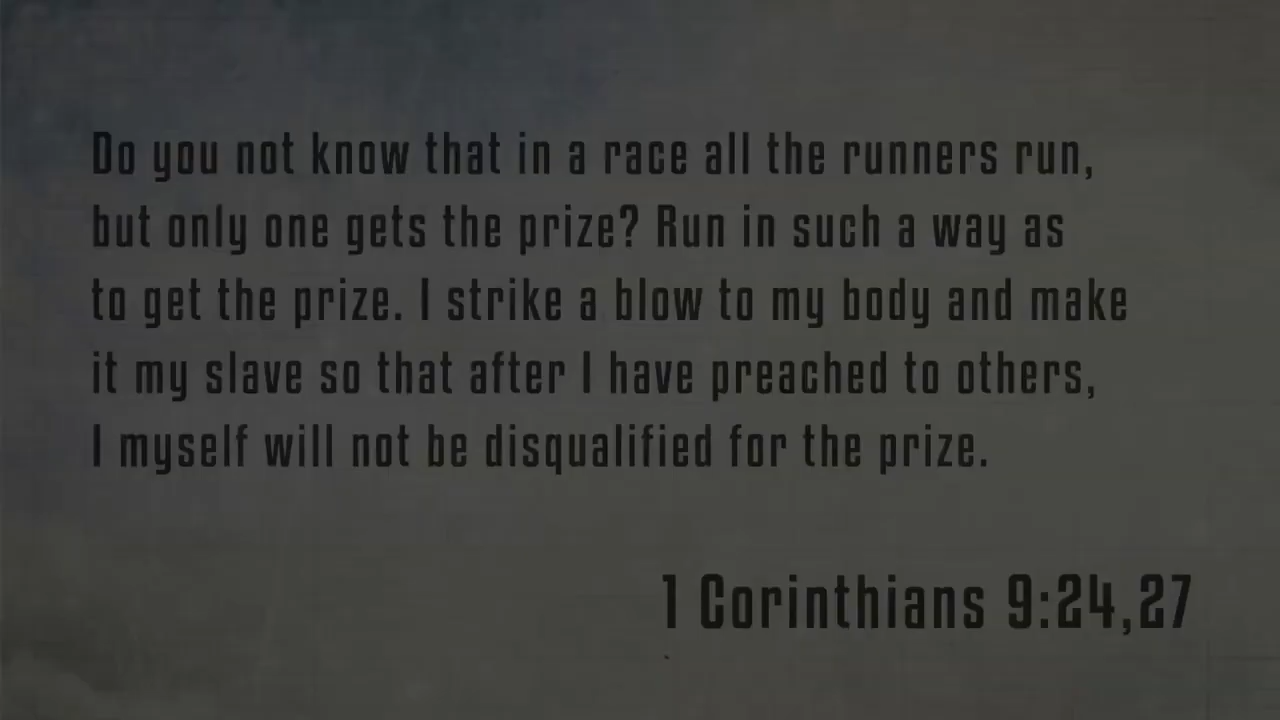 Do you not know that in a race all the runners run,
but only one gets the prize? Run in such a way as
to get the prize. I strike a blow to my body and make
it my slave so that after I have preached to others,
I myself will not be disqualified for the prize.
1 Corinthians 9:24,27